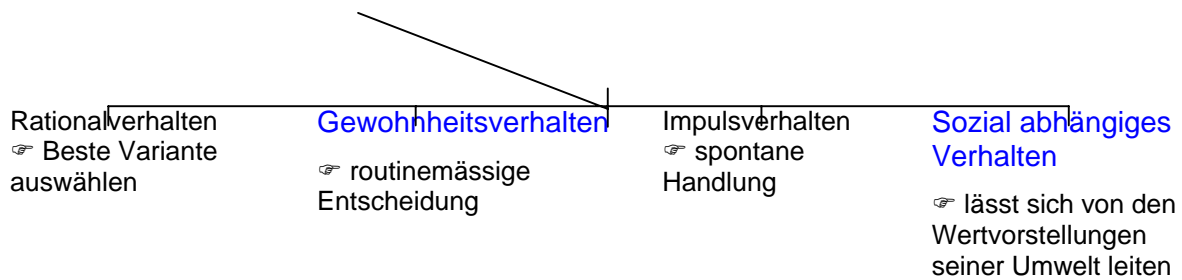 Rationalverhalten
☞ Beste Variante
auswählen
Gewohnheitsverhalten
☞ routinemässige
Entscheidung
Impulsverhalten
☞ spontane
Handlung
Sozial abhängiges
Verhalten
☞ lässt sich von den
Wertvorstellungen
seiner Umwelt leiten